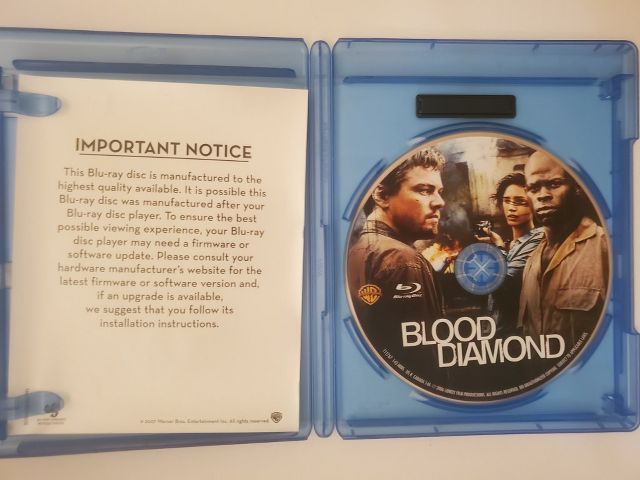 IMPORTANT NOTICE
This Blu-ray disc is manufactured to the
highest quality available. It is possible this
Blu-ray disc was manufactured after your
Blu-ray disc player. To ensure the best
possible viewing experience, your Blu-ray
disc player may need a firmware or
software update. Please consult your
hardware manufacturer's website for the
latest firmware or software version and,
if an upgrade is available,
we suggest that you follow its
installation instructions.
© 2007 Warner Bros. Entertainment Inc. All rights reserved.
Blu-ray Disc
BLOOD
DIAMOND